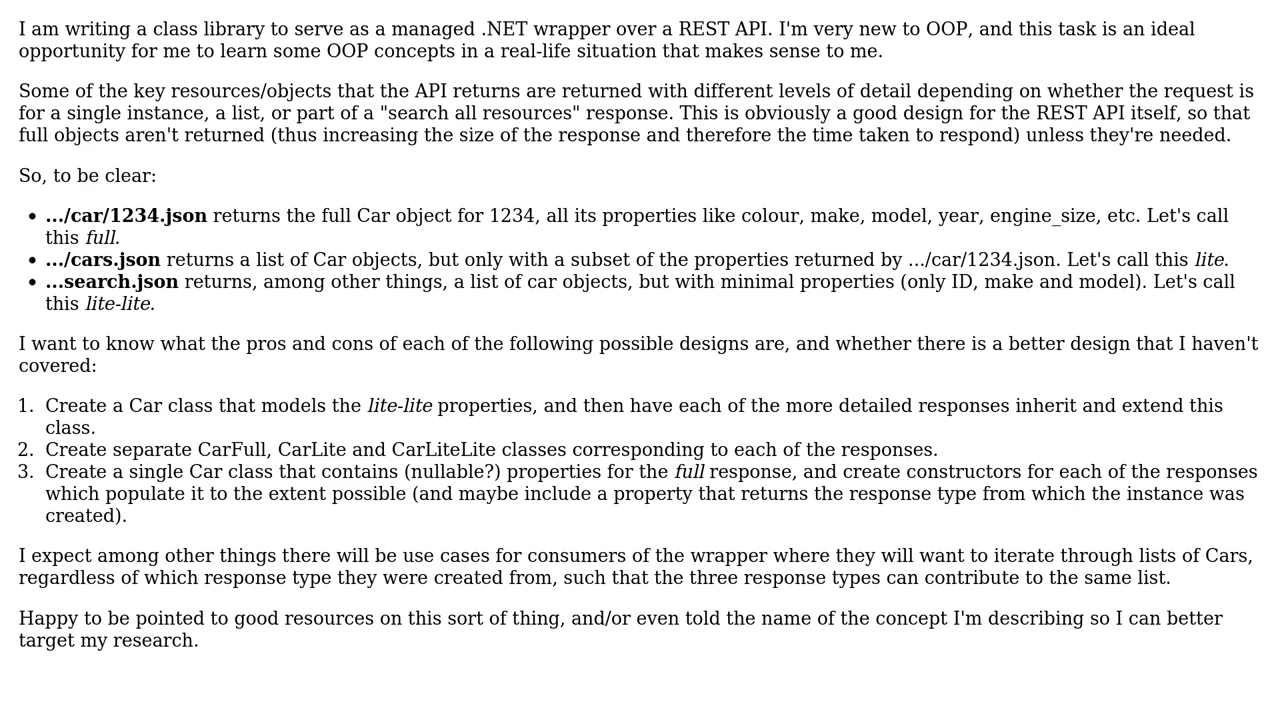 I am writing a class library to serve as a managed .NET wrapper over a REST API. I'm very new to OOP, and this task is an ideal
opportunity for me to learn some OOP concepts in a real-life situation that makes sense to me.
Some of the key resources/objects that the API returns are returned with different levels of detail depending on whether the request is
for a single instance, a list, or part of a "search all resources" response. This is obviously a good design for the REST API itself, so that
full objects aren't returned (thus increasing the size of the response and therefore the time taken to respond) unless they're needed.
So, to be clear:
• .../car/1234.json returns the full Car object for 1234, all its properties like colour, make, model, year, engine_size, etc. Let's call
this full.
• .../cars.json returns a list of Car objects, but only with a subset of the properties returned by .../car/1234.json. Let's call this lite.
• ...search.json returns, among other things, a list of car objects, but with minimal properties (only ID, make and model). Let's call
this lite-lite.
I want to know what the pros and cons of each of the following possible designs are, and whether there is a better design that I haven't
covered:
1. Create a Car class that models the lite-lite properties, and then have each of the more detailed responses inherit and extend this
class.
2. Create separate CarFull, CarLite and CarLiteLite classes corresponding to each of the responses.
3. Create a single Car class that contains (nullable?) properties for the full response, and create constructors for each of the responses
which populate it to the extent possible (and maybe include a property that returns the response type from which the instance was
created).
I expect among other things there will be use cases for consumers of the wrapper where they will want to iterate through lists of Cars,
regardless of which response type they were created from, such that the three response types can contribute to the same list.
Happy to be pointed to good resources on this sort of thing, and/or even told the name of the concept I'm describing so I can better
target my research.